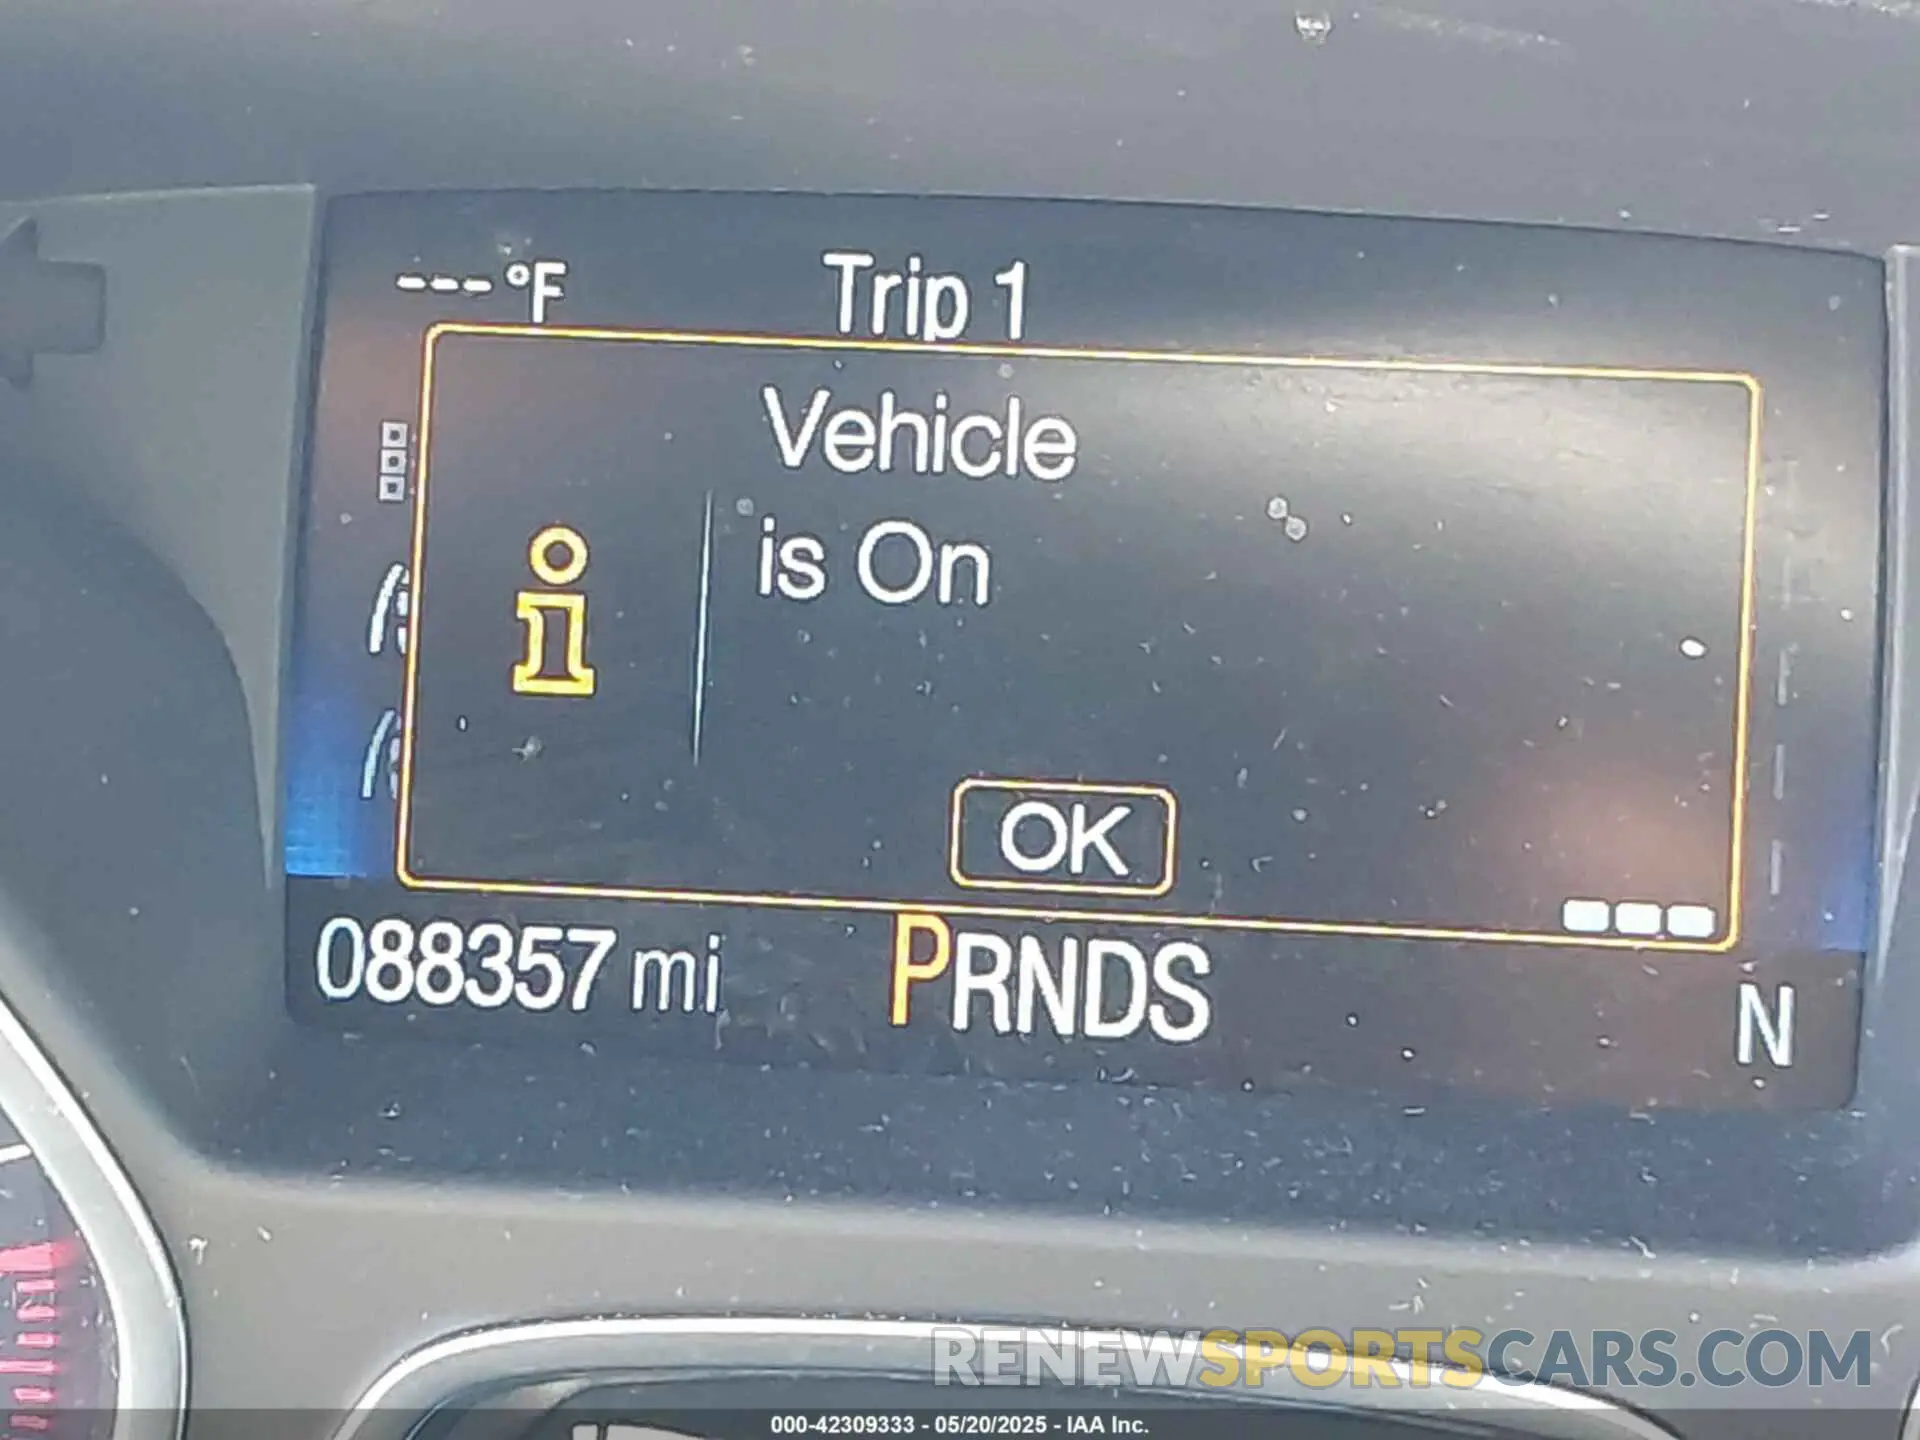 ---°F
Trip 1
Vehicle
is On
OK
088357 mi
PRNDS
N
RENEWSPORTSCARS.COM
000-42309333 - 05/20/2025 - IAA Inc.